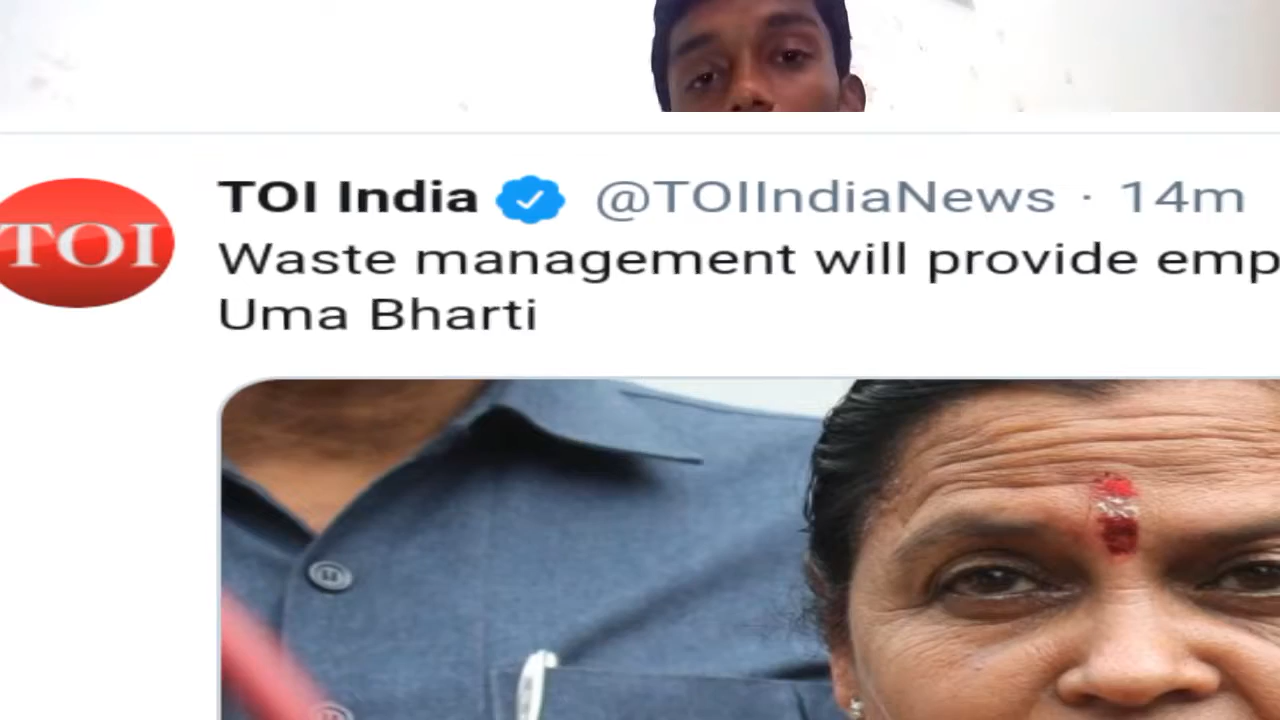 TOI
TOI India @TOIIndiaNews · 14m
Waste management will provide emp
Uma Bharti